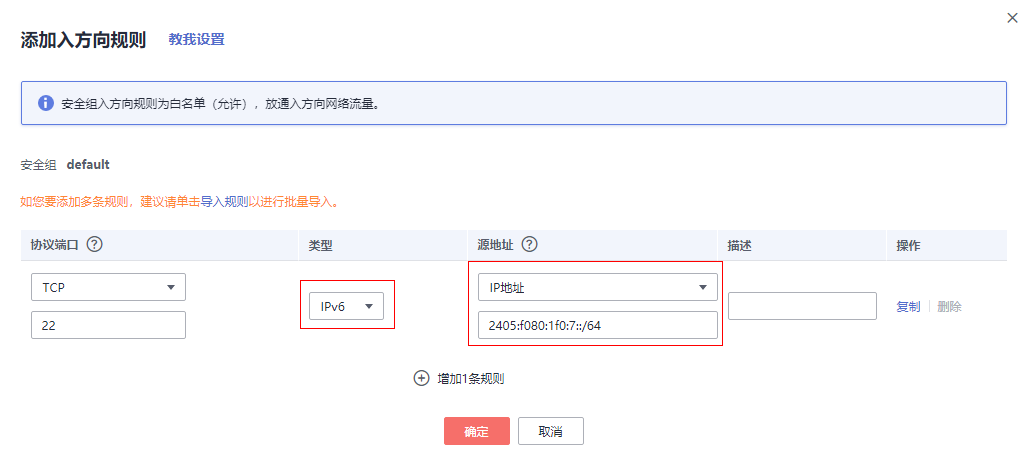 添加入方向规则 教我设置
安全组入方向规则为白名单（允许），放通入方向网络流量。
安全组 default
如您要添加多条规则，建议请单击导入规则以进行批量导入。
协议端口 ? 类型 源地址 ? 描述 操作
TCP IPv6 IP地址 复制 | 删除
22 2405:f080:1f0:7::/64
增加1条规则
确定 取消